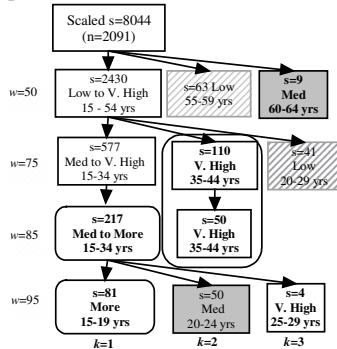 Scaled s=8044
(n=2091)
w=50
s=2430
Low to V. High
15 - 54 yrs
s=63 Low
55-59 yrs
s=9
Med
60-64 yrs
w=75
s=577
Med to V. High
15-34 yrs
s=110
V. High
35-44 yrs
s=41
Low
20-29 yrs
w=85
s=217
Med to More
15-34 yrs
s=50
V. High
35-44 yrs
w=95
s=81
More
15-19 yrs
s=50
Med
20-24 yrs
s=4
V. High
25-29 yrs
k=1
k=2
k=3